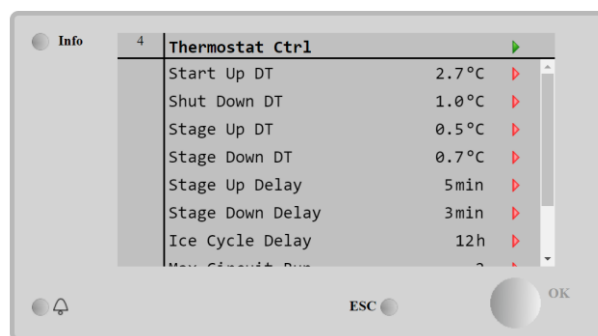 Info
4 Thermostat Ctrl
Start Up DT 2.7°C
Shut Down DT 1.0°C
Stage Up DT 0.5°C
Stage Down DT 0.7°C
Stage Up Delay 5min
Stage Down Delay 3min
Ice Cycle Delay 12h
ESC
OK